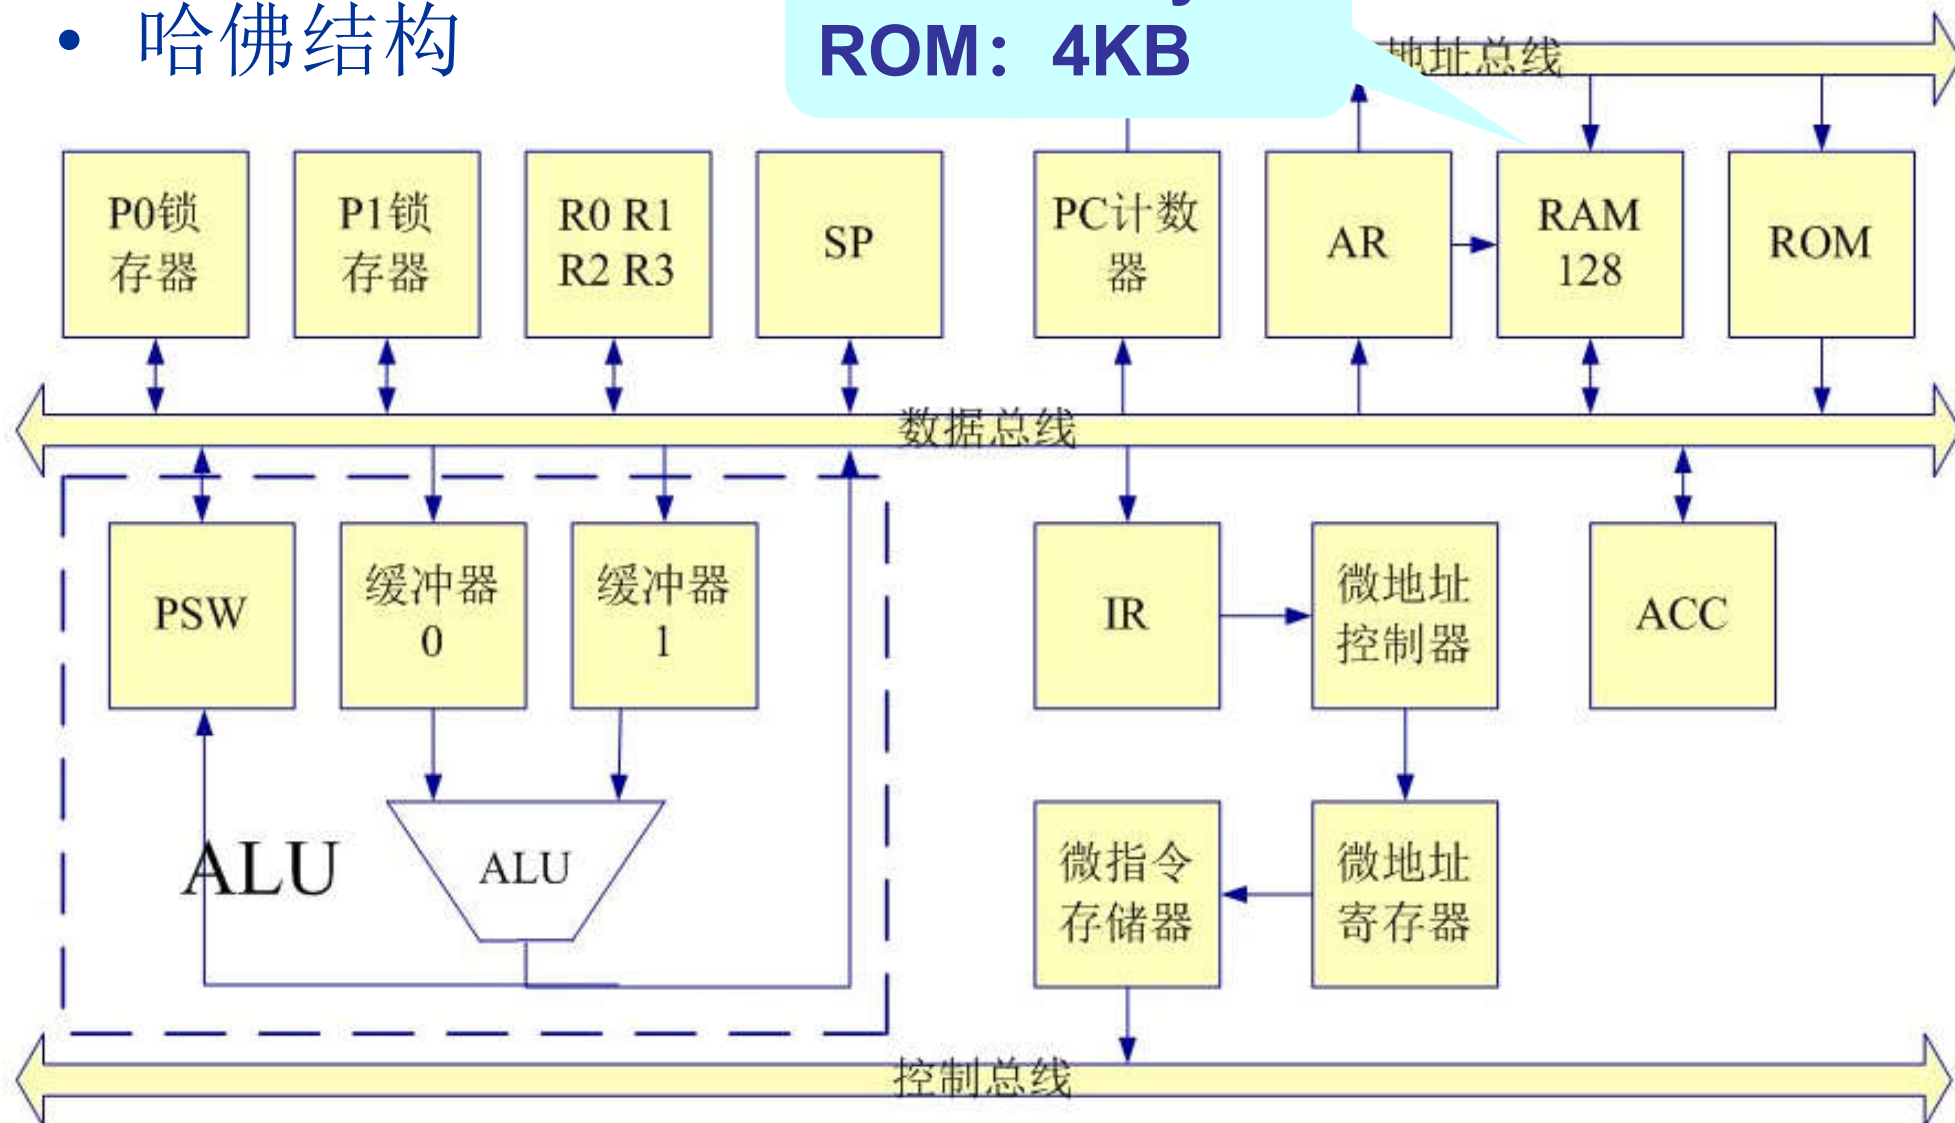 • 哈佛结构
ROM：4KB
地址总线
P0锁
存器
P1锁
存器
R0 R1
R2 R3
SP
PC计数
器
AR
RAM
128
ROM
数据总线
PSW
缓冲器
0
缓冲器
1
IR
微地址
控制器
ACC
ALU
ALU
微指令
存储器
微地址
寄存器
控制总线